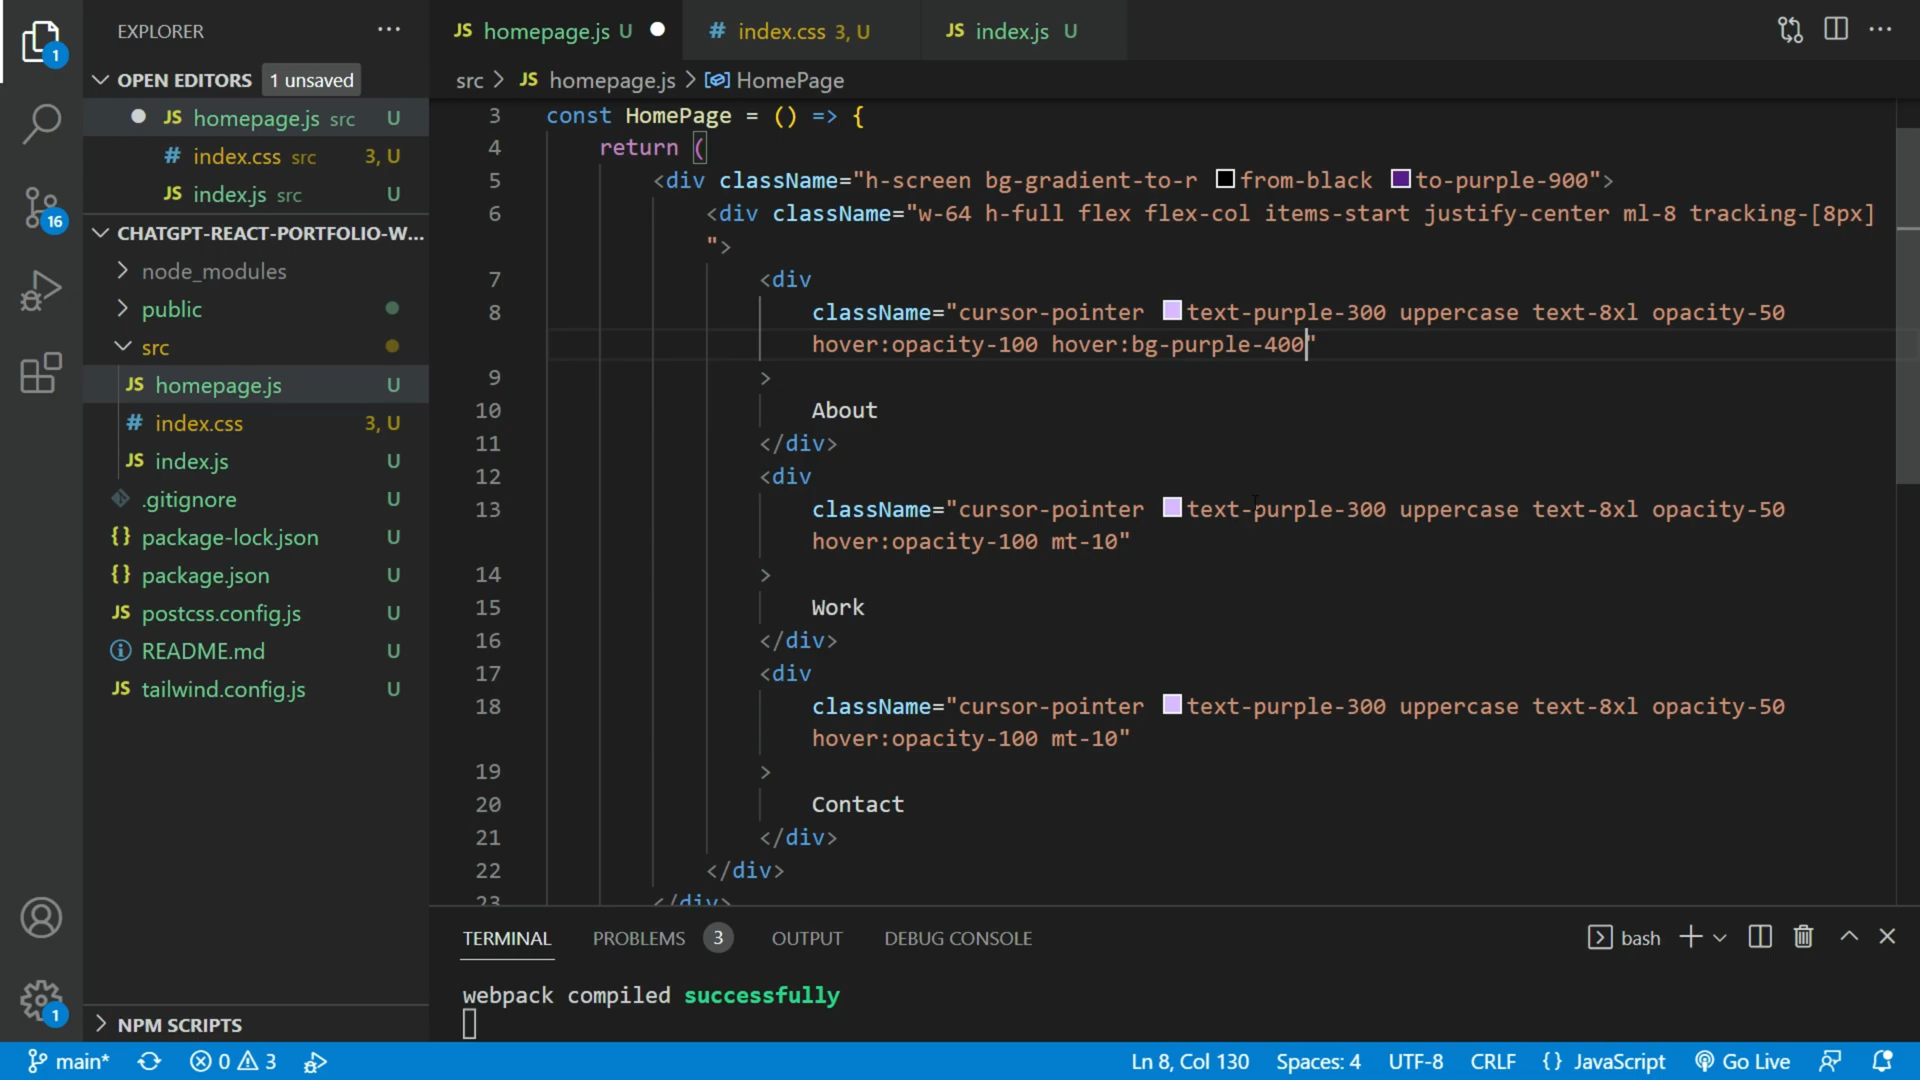 EXPLORER
OPEN EDITORS 1 unsaved
JS homepage.js src U
# index.css src 3, U
JS index.js src U
CHATGPT-REACT-PORTFOLIO-W...
node_modules
public
src
JS homepage.js U
# index.css 3, U
JS index.js U
.gitignore U
{} package-lock.json U
{} package.json U
JS postcss.config.js U
README.md U
JS tailwind.config.js U
NPM SCRIPTS
1
16
1
JS homepage.js U
# index.css 3, U
JS index.js U
src > JS homepage.js > HomePage
3 const HomePage = () => {
4 return (
5 <div className="h-screen bg-gradient-to-r from-black to-purple-900">
6 <div className="w-64 h-full flex flex-col items-start justify-center ml-8 tracking-[8px]
">
7 <div
8 className="cursor-pointer text-purple-300 uppercase text-8xl opacity-50
hover:opacity-100 hover:bg-purple-400"
9 >
10 About
11 </div>
12 <div
13 className="cursor-pointer text-purple-300 uppercase text-8xl opacity-50
hover:opacity-100 mt-10"
14 >
15 Work
16 </div>
17 <div
18 className="cursor-pointer text-purple-300 uppercase text-8xl opacity-50
hover:opacity-100 mt-10"
19 >
20 Contact
21 </div>
22 </div>
23 </div>
TERMINAL PROBLEMS 3 OUTPUT DEBUG CONSOLE bash
webpack compiled successfully
main* 0 3 Ln 8, Col 130 Spaces: 4 UTF-8 CRLF {} JavaScript Go Live